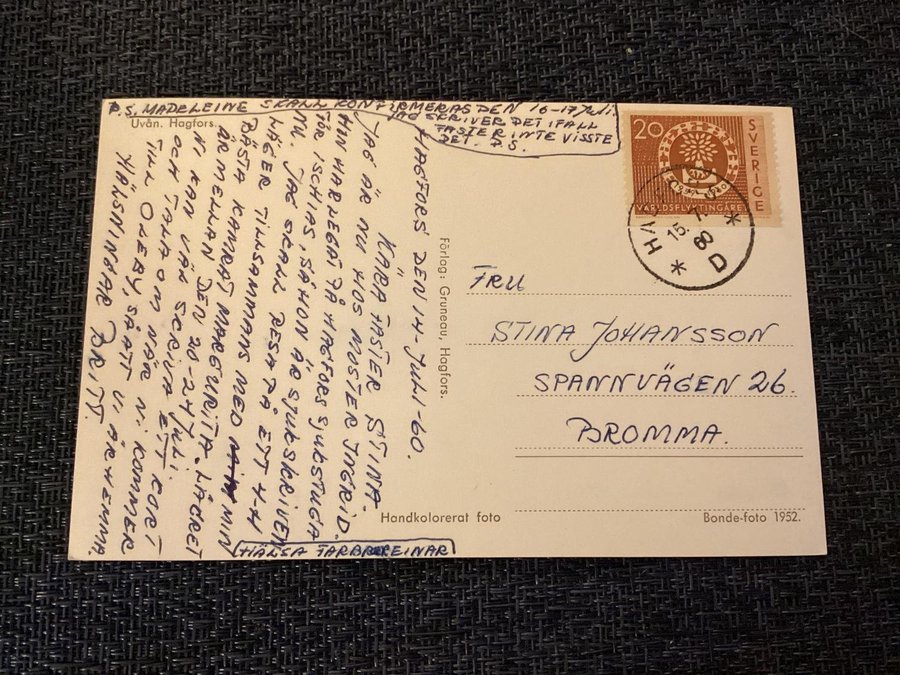 P.S. MADELEINE SKALL KONFIRMERAS DEN 16-17 Juli.
JAG SKRIVER DET IFALL
FASTER INTE VISSTE
DET. P.S.
Uvån. Hagfors.
HAGFORS DEN 14-Juli-60.
KÄRA FASTER STINA.
JAG ÄR NU HOS MOSTER INGRID.
HON HAR LEGAT PÅ HAGFORS SJUKSTUGA
FÖR ISCHIAS, SÅ HON ÄR SJUKSKRIVEN
NU. JAG SKALL RESA PÅ ETT 4-H
LÄGER TILLSAMMANS MED MIN
BÄSTA KAMRAT MARGURITA. LÄGRET
ÄR MELLAN DEN 20-24 Juli.
NI KAN VÄL SKRIVA ETT KORT
OCH TALA OM NÄR NI KOMMER
TILL ONEBY, SÅ ATT VI ÄR HEMMA
HÄLSNINGAR BRITT.
HÄLSA FARBROR EINAR
Förlag: Gruneau, Hagfors.
Handkolorerat foto
Bonde-foto 1952.
20
SVERIGE
VÄRLDSFLYKTINGÅRET
15. 7. 60
8
D
FRU
STINA JOHANSSON
SPANNVÄGEN 26.
BROMMA.